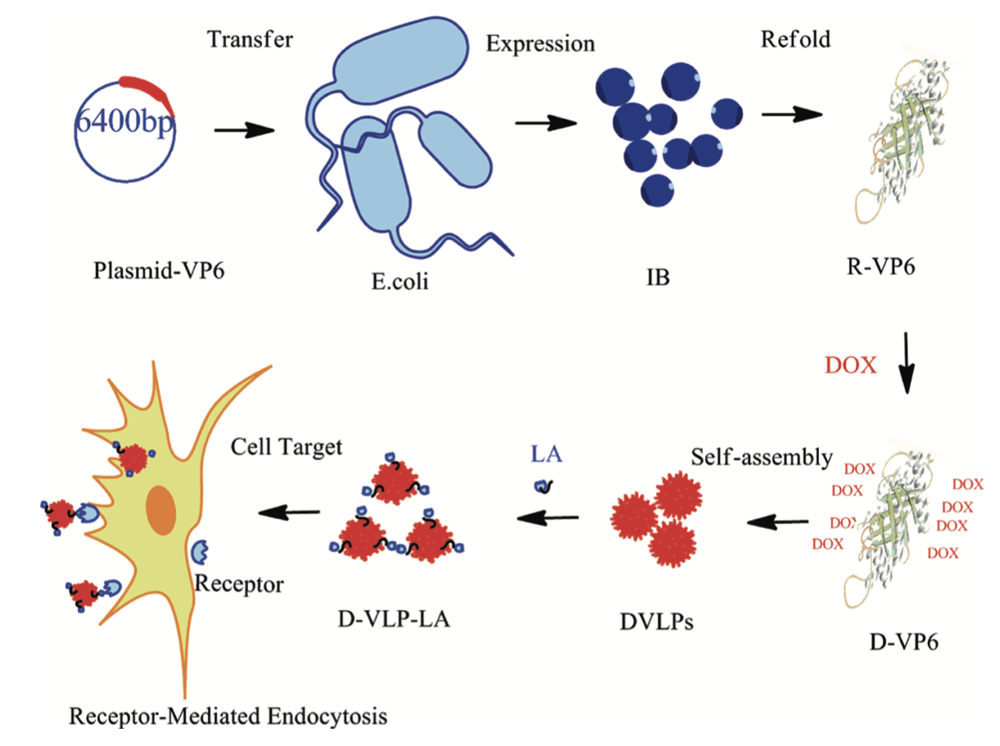 Transfer
Expression
Refold
6400bp
Plasmid-VP6
E.coli
IB
R-VP6
DOX
Cell Target
LA
Self-assembly
DOX
DOX
DOX
DOX
DOX
DOX
DOX
DOX
Receptor
D-VLP-LA
DVLPs
D-VP6
Receptor-Mediated Endocytosis